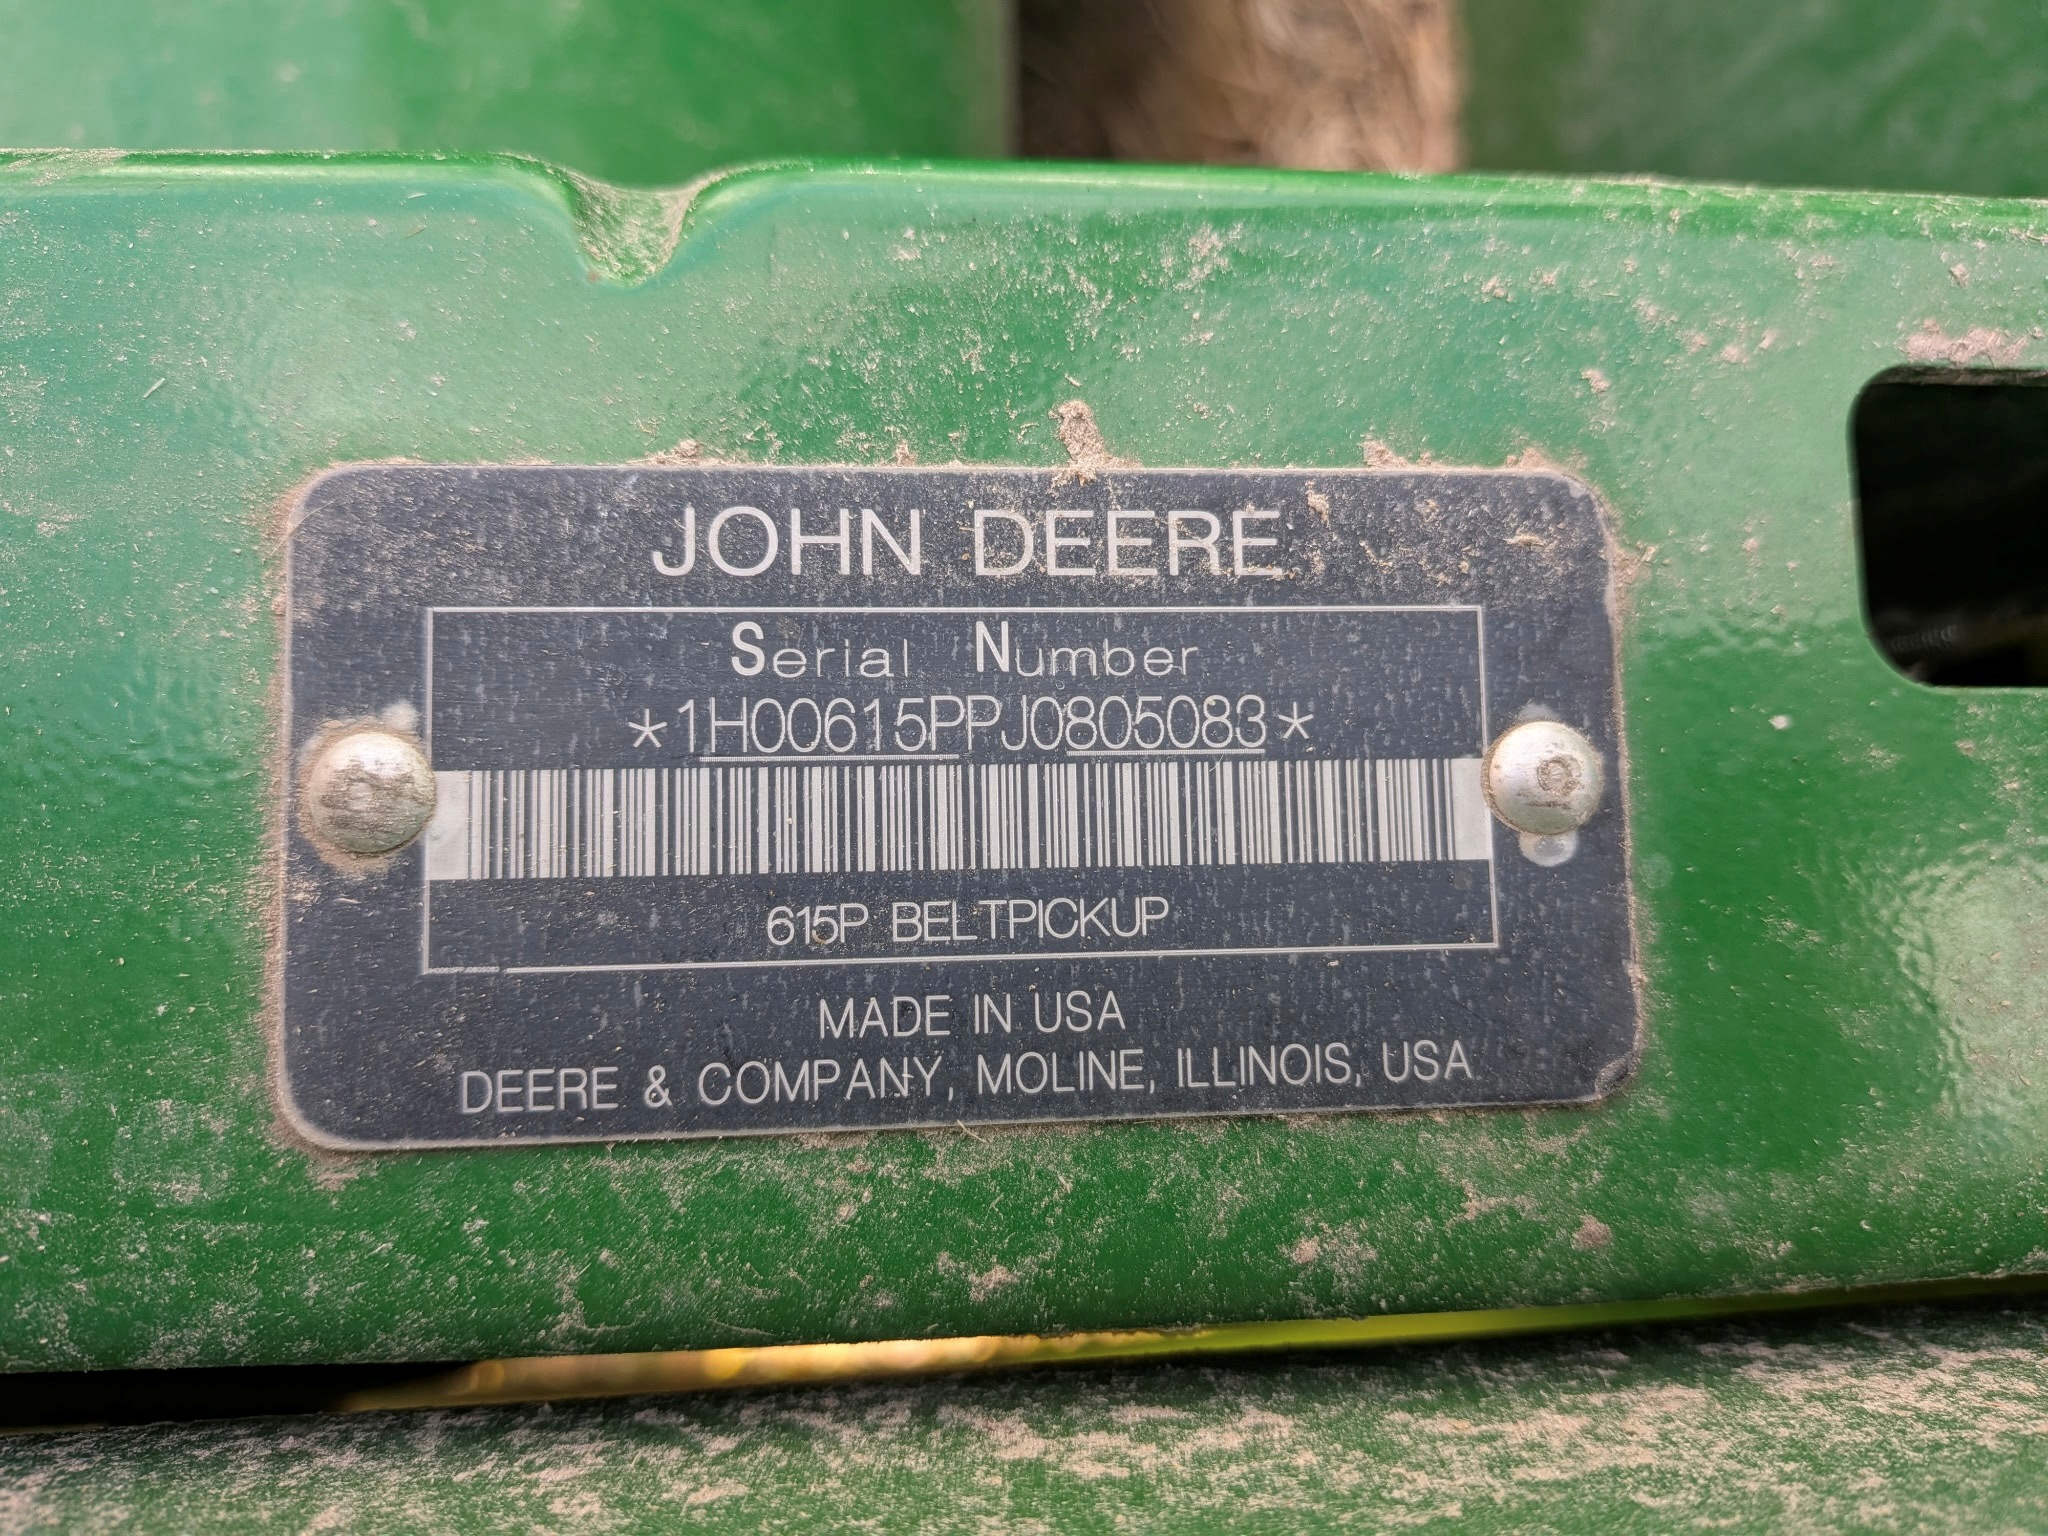 JOHN DEERE
Serial Number
*1H00615PPJ0805083*
615P BELTPICKUP
MADE IN USA
DEERE & COMPANY, MOLINE, ILLINOIS, USA